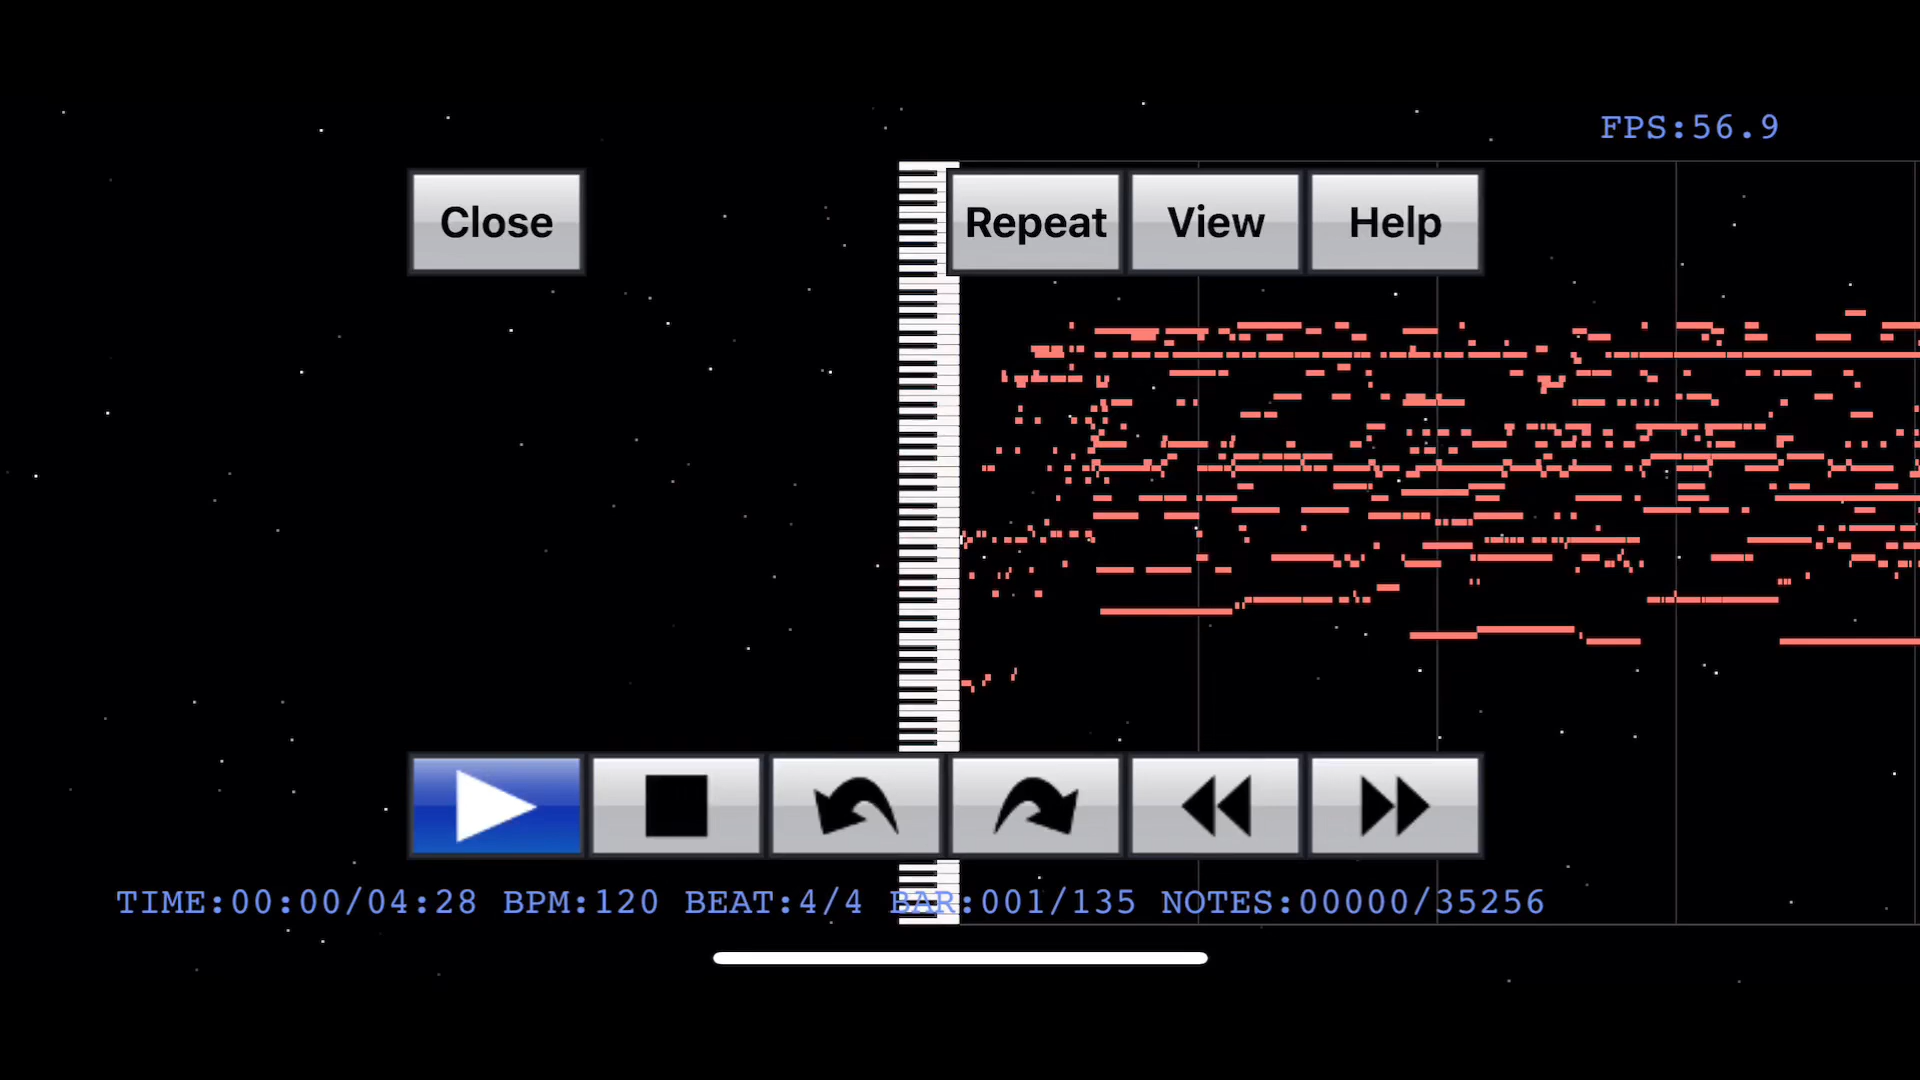 FPS:56.9
Close Repeat View Help
TIME:00:00/04:28 BPM:120 BEAT:4/4 BAR:001/135 NOTES:00000/35256